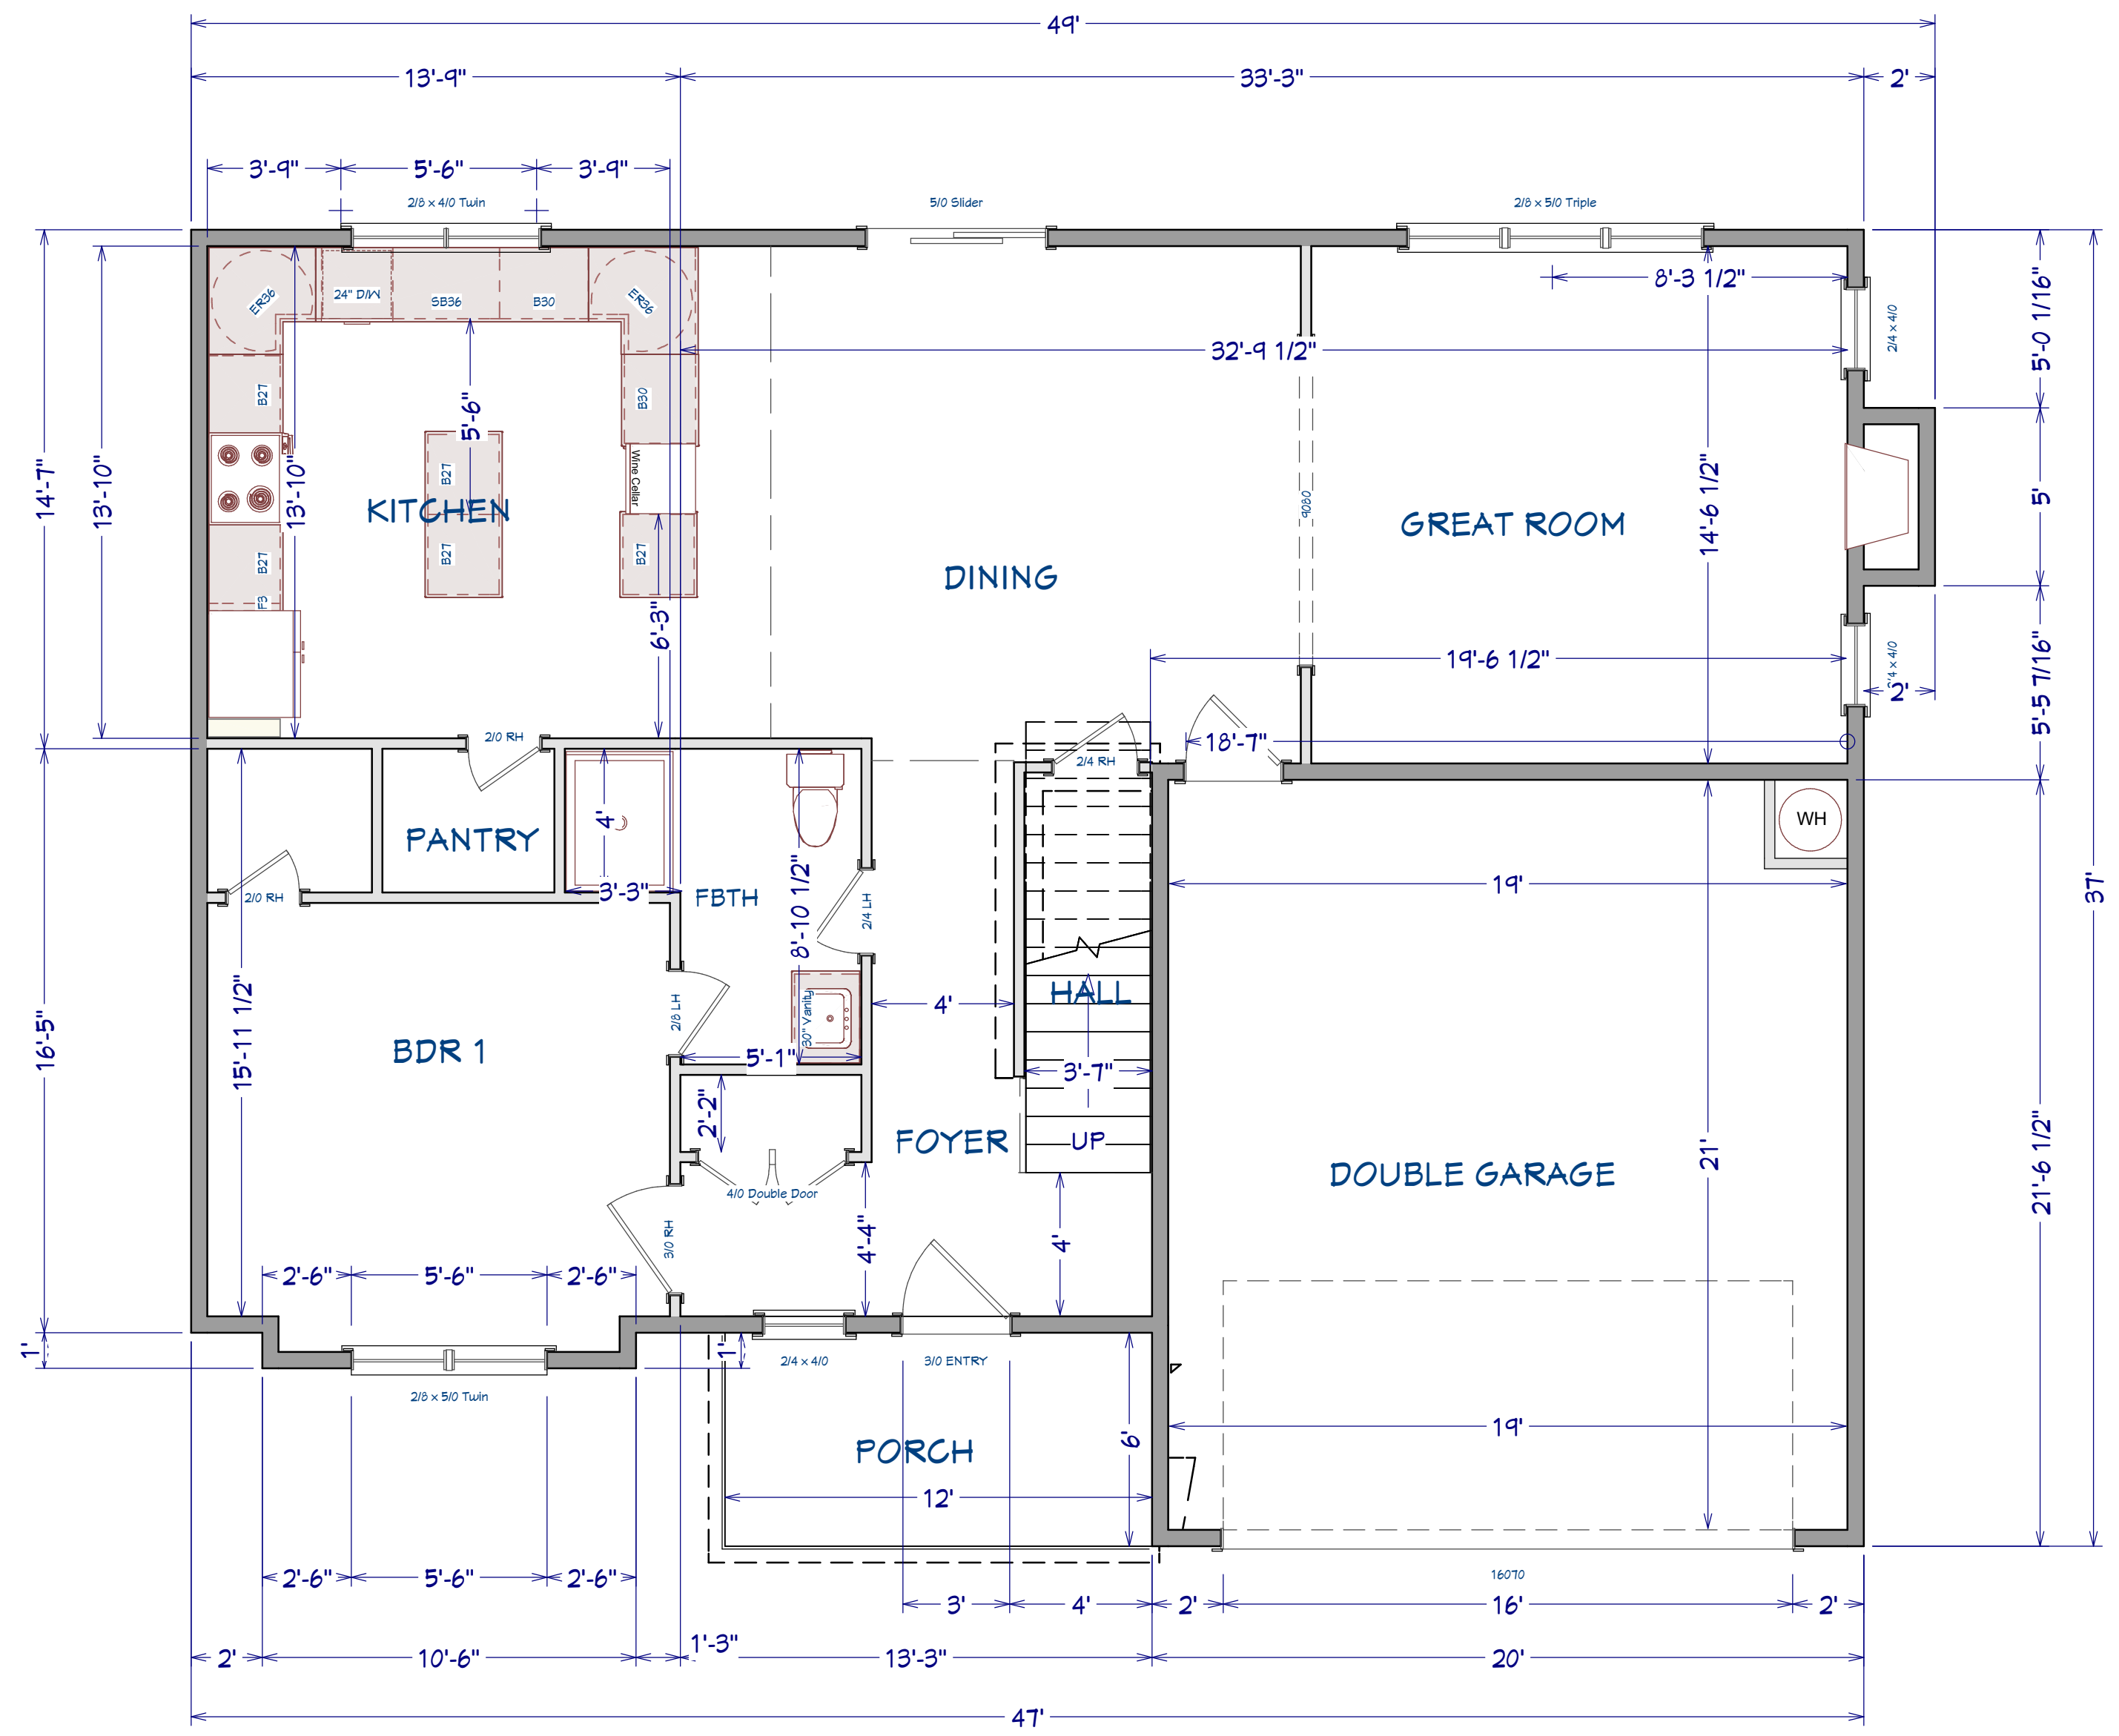 49'
13'-9"
33'-3"
2'
3'-9"
5'-6"
3'-9"
2/8 x 4/0 Twin
5/0 Slider
2/8 x 5/0 Triple
8'-3 1/2"
ER36
24" D/W
SB36
B30
ER36
2/4 x 4/0
5'-0 1/16"
32'-9 1/2"
B27
5'-6"
B30
14'-7"
13'-10"
13'-10"
KITCHEN
B27
Wine Cellar
9080
GREAT ROOM
14'-6 1/2"
5'
B27
B27
B27
DINING
F3
6'-3"
19'-6 1/2"
2/4 x 4/0
2'
5'-5 7/16"
2/0 RH
18'-7"
2/4 RH
PANTRY
4'
WH
37'
2/0 RH
3'-3"
FBTH
8'-10 1/2"
2/4 LH
19'
HALL
4'
2/8 LH
30" Vanity
16'-5"
15'-11 1/2"
BDR 1
5'-1"
3'-7"
2'-2"
FOYER
UP
DOUBLE GARAGE
21'
21'-6 1/2"
4/0 Double Door
3/0 RH
4'-4"
4'
2'-6"
5'-6"
2'-6"
1'
1'
2/4 x 4/0
3/0 ENTRY
2/8 x 5/0 Twin
PORCH
6'
19'
12'
16070
2'-6"
5'-6"
2'-6"
3'
4'
2'
16'
2'
2'
10'-6"
1'-3"
13'-3"
20'
47'